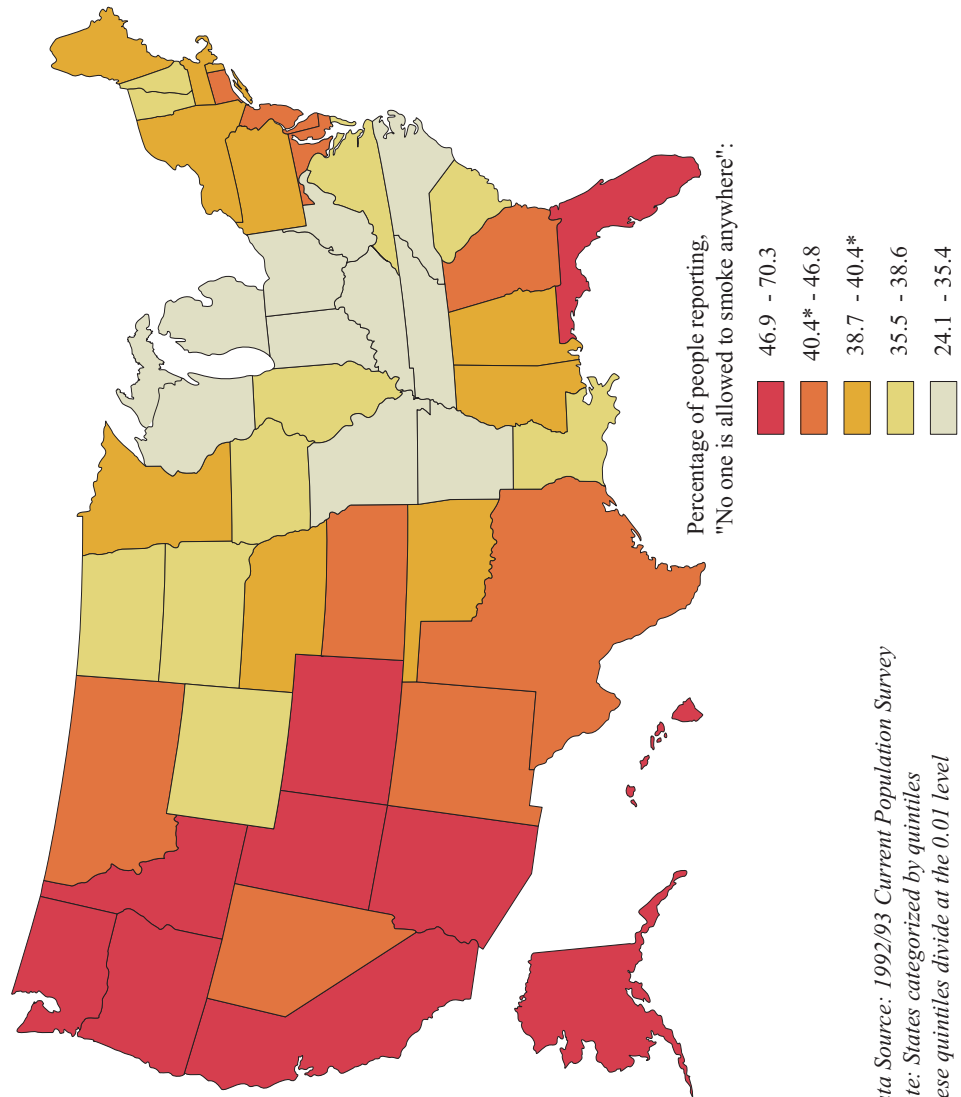 Percentage of people reporting,
"No one is allowed to smoke anywhere":
46.9 - 70.3
40.4* - 46.8
38.7 - 40.4*
35.5 - 38.6
24.1 - 35.4
Source: 1992/93 Current Population Survey
States categorized by quintiles
quintiles divide at the 0.01 level